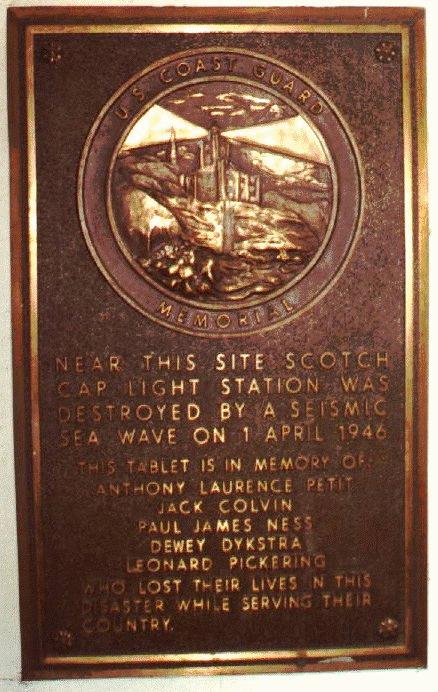 U S COAST GUARD
MEMORIAL
NEAR THIS SITE SCOTCH
CAP LIGHT STATION WAS
DESTROYED BY A SEISMIC
SEA WAVE ON 1 APRIL 1946
THIS TABLET IS IN MEMORY OF:
ANTHONY LAURENCE PETIT
JACK COLVIN
PAUL JAMES NESS
DEWEY DYKSTRA
LEONARD PICKERING
WHO LOST THEIR LIVES IN THIS
DISASTER WHILE SERVING THEIR
COUNTRY.